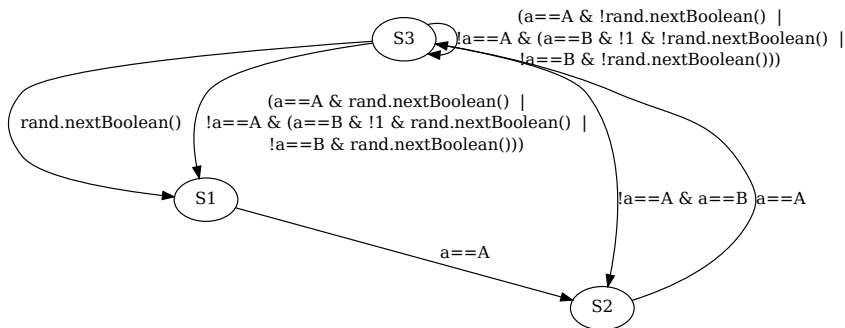 (a==A & !rand.nextBoolean()  |
!a==A & (a==B & !1 & !rand.nextBoolean()  |
!a==B & !rand.nextBoolean()))
S3
(a==A & rand.nextBoolean()  |
!a==A & (a==B & !1 & rand.nextBoolean()  |
!a==B & rand.nextBoolean()))
rand.nextBoolean()
S1
!a==A & a==B
a==A
a==A
S2